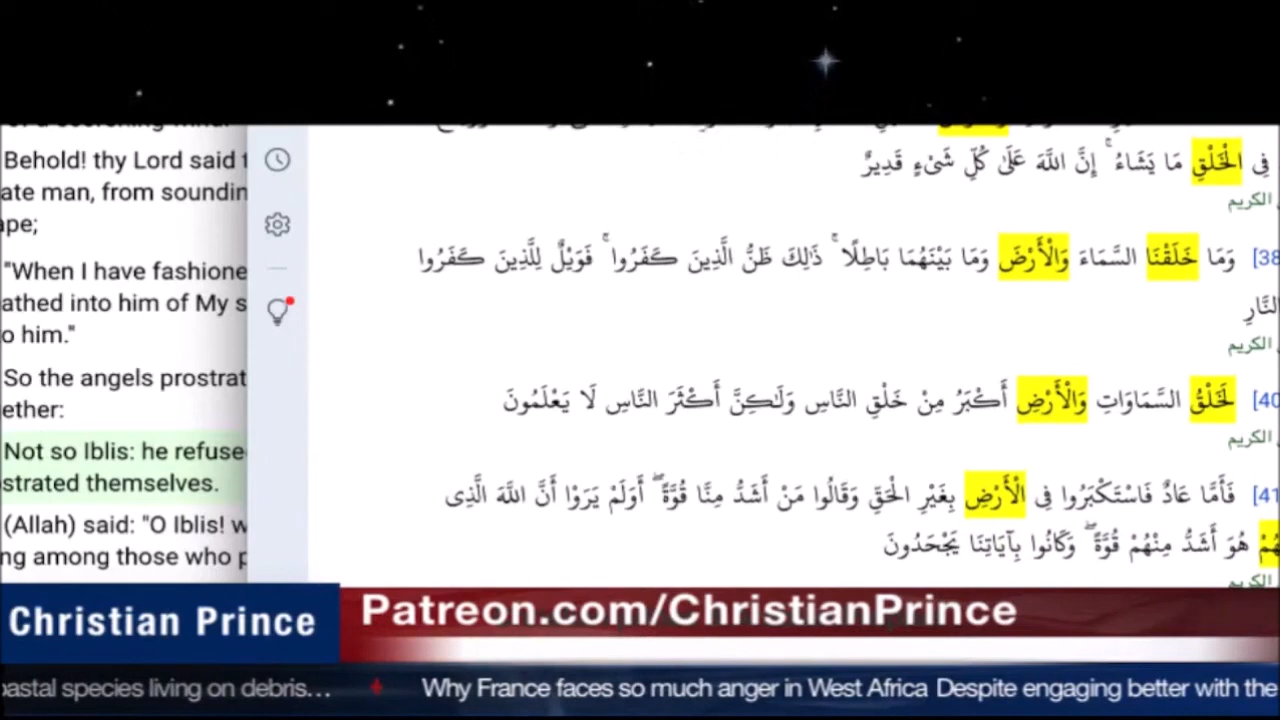 Behold! thy Lord said
ate man, from soundin
ape;
"When I have fashione
athed into him of My s
o him."
So the angels prostrat
ether:
Not so Iblis: he refuse
strated themselves.
(Allah) said: "O Iblis! w
ng among those who p
فِي الْخَلْقِ مَا يَشَاءُ ۚ إِنَّ اللَّهَ عَلَىٰ كُلِّ شَيْءٍ قَدِيرٌ
الكريم
[38 وَمَا خَلَقْنَا السَّمَاءَ وَالْأَرْضَ وَمَا بَيْنَهُمَا بَاطِلًا ۚ ذَٰلِكَ ظَنُّ الَّذِينَ كَفَرُوا ۚ فَوَيْلٌ لِلَّذِينَ كَفَرُوا
النَّارِ
الكريم
[40 لَخَلْقُ السَّمَاوَاتِ وَالْأَرْضِ أَكْبَرُ مِنْ خَلْقِ النَّاسِ وَلَٰكِنَّ أَكْثَرَ النَّاسِ لَا يَعْلَمُونَ
الكريم
[41 فَأَمَّا عَادٌ فَاسْتَكْبَرُوا فِي الْأَرْضِ بِغَيْرِ الْحَقِّ وَقَالُوا مَنْ أَشَدُّ مِنَّا قُوَّةً ۖ أَوَلَمْ يَرَوْا أَنَّ اللَّهَ الَّذِي
هُمْ هُوَ أَشَدُّ مِنْهُمْ قُوَّةً ۖ وَكَانُوا بِآيَاتِنَا يَجْحَدُونَ
الكريم
Christian Prince
Patreon.com/ChristianPrince
oastal species living on debris... Why France faces so much anger in West Africa Despite engaging better with the